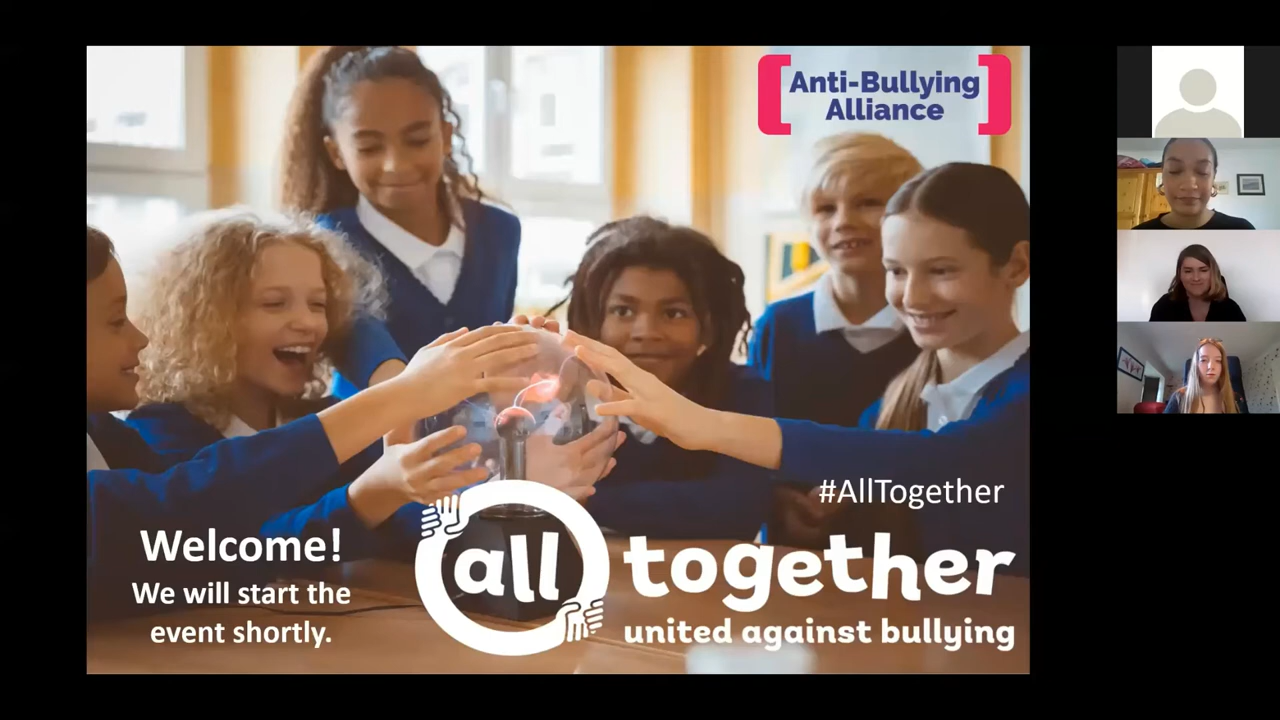 Anti-Bullying
Alliance
#AllTogether
Welcome!
We will start the
event shortly.
all together
united against bullying